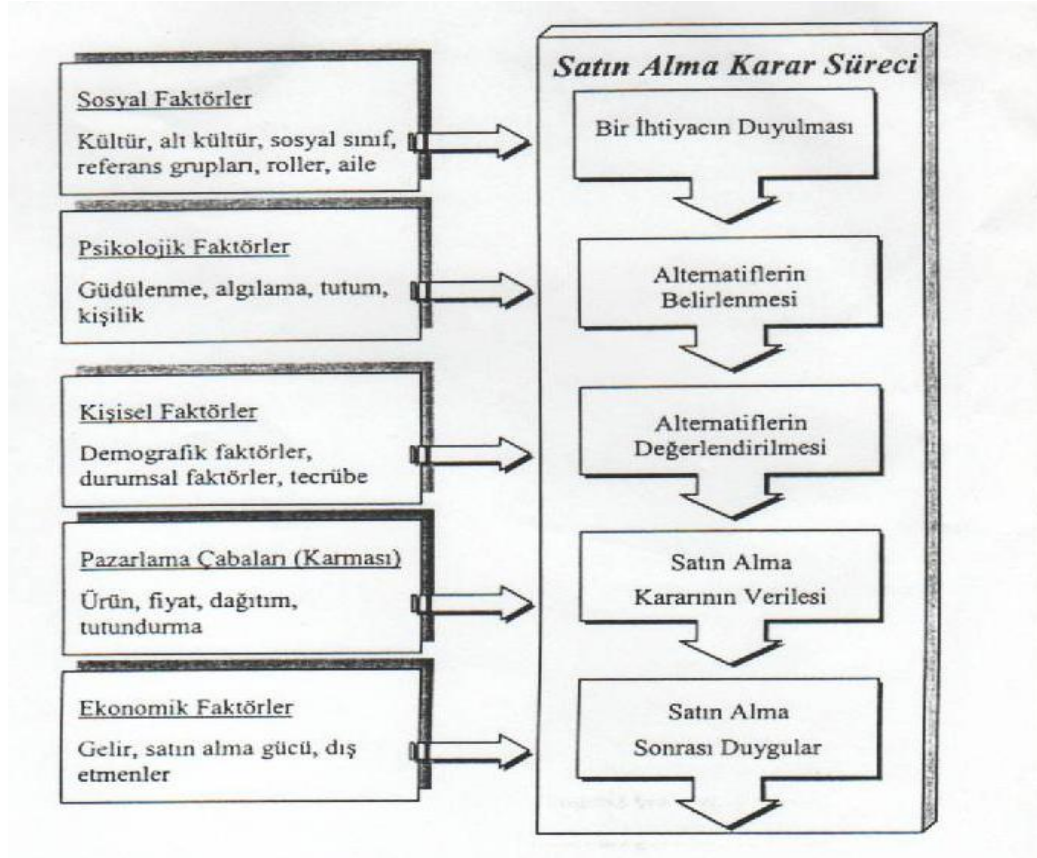 Satın Alma Karar Süreci
Sosyal Faktörler
Kültür, alt kültür, sosyal sınıf,
referans grupları, roller, aile
Bir İhtiyacın Duyulması
Psikolojik Faktörler
Güdülenme, algılama, tutum,
kişilik
Alternatiflerin
Belirlenmesi
Kişisel Faktörler
Demografik faktörler,
durumsal faktörler, tecrübe
Alternatiflerin
Değerlendirilmesi
Pazarlama Çabaları (Karması)
Ürün, fiyat, dağıtım,
tutundurma
Satın Alma
Kararının Verilesi
Ekonomik Faktörler
Gelir, satın alma gücü, dış
etmenler
Satın Alma
Sonrası Duygular